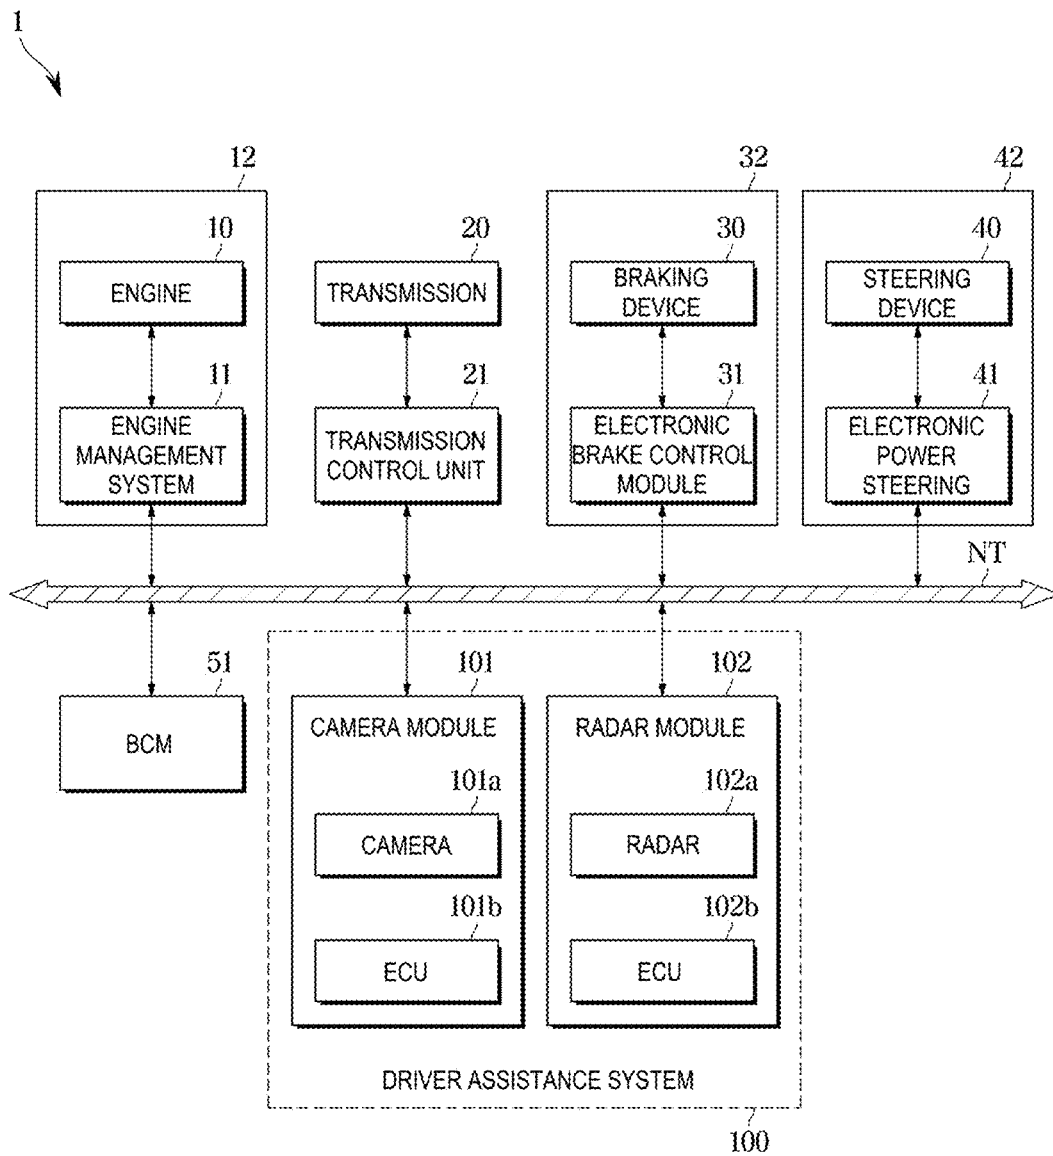 1
12
32
42
10
20
30
40
ENGINE
TRANSMISSION
BRAKING
DEVICE
STEERING
DEVICE
11
21
31
41
ENGINE
MANAGEMENT
SYSTEM
TRANSMISSION
CONTROL UNIT
ELECTRONIC
BRAKE CONTROL
MODULE
ELECTRONIC
POWER
STEERING
NT
51
101
102
BCM
CAMERA MODULE
RADAR MODULE
101a
102a
CAMERA
RADAR
101b
102b
ECU
ECU
DRIVER ASSISTANCE SYSTEM
100